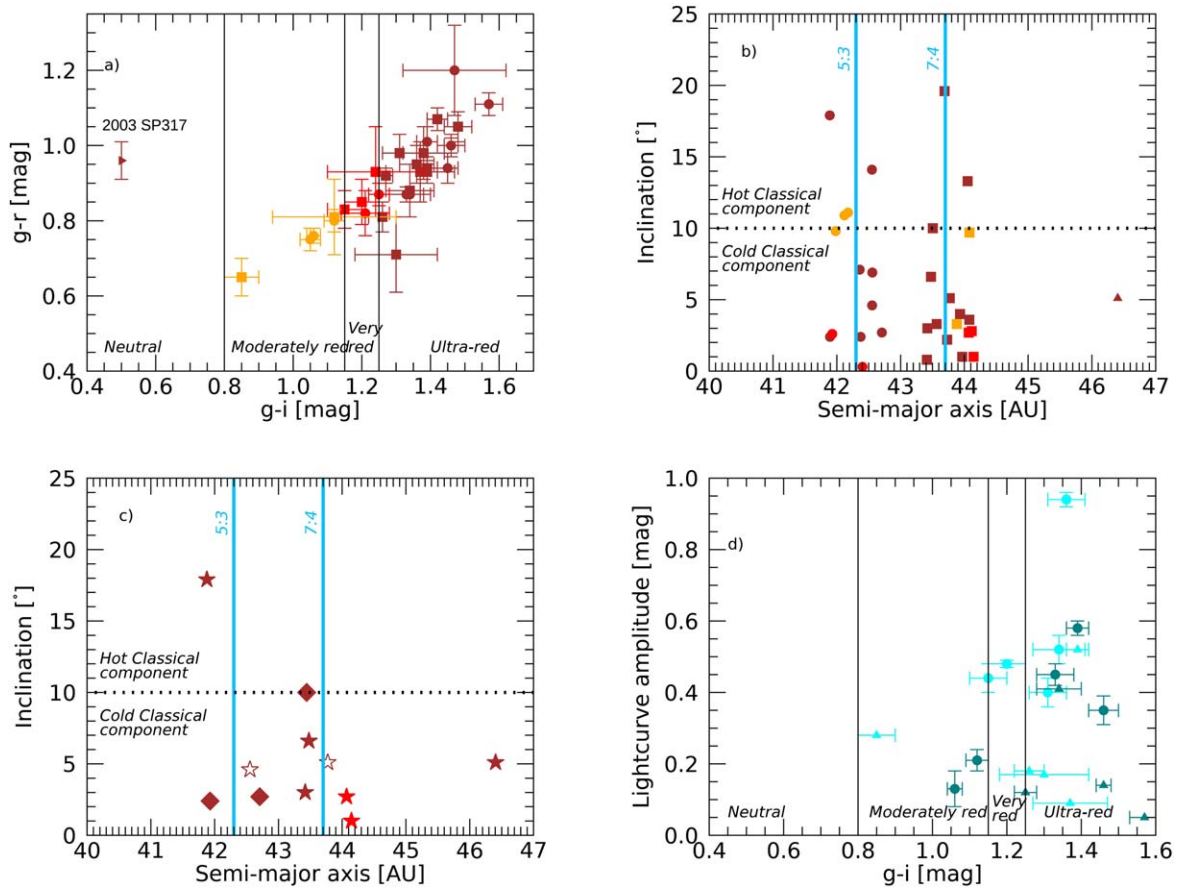 a)
2003 SP317
g-r [mag]
1.2
1.0
0.8
0.6
0.4
Neutral
Moderately red
Very
red
Ultra-red
0.4 0.6 0.8 1.0 1.2 1.4 1.6
g-i [mag]
b)
5:3
7:4
Inclination [°]
25
20
15
10
5
0
Hot Classical
component
Cold Classical
component
40 41 42 43 44 45 46 47
Semi-major axis [AU]
c)
5:3
7:4
Inclination [°]
25
20
15
10
5
0
Hot Classical
component
Cold Classical
component
40 41 42 43 44 45 46 47
Semi-major axis [AU]
d)
Lightcurve amplitude [mag]
1.0
0.8
0.6
0.4
0.2
0.0
Neutral
Moderately red
Very
red
Ultra-red
0.4 0.6 0.8 1.0 1.2 1.4 1.6
g-i [mag]